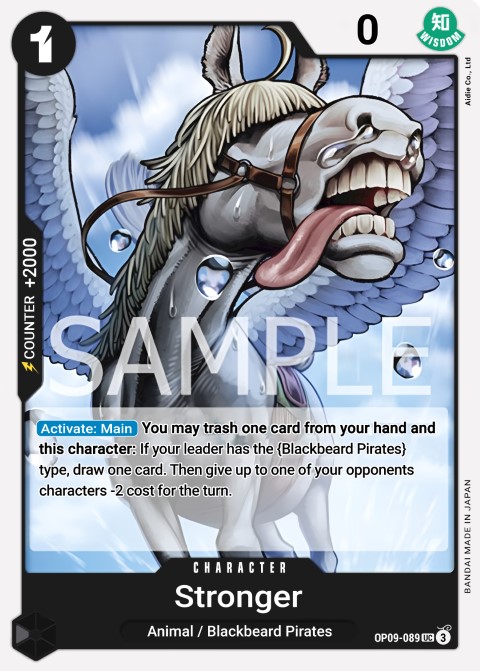 1
0
知
WISDOM
Aidie Co., Ltd
COUNTER +2000
SAMPLE
Activate: Main You may trash one card from your hand and
this character: If your leader has the {Blackbeard Pirates}
type, draw one card. Then give up to one of your opponents
characters -2 cost for the turn.
BANDAI MADE IN JAPAN
CHARACTER
Stronger
Animal / Blackbeard Pirates
OP09-089 UC 3